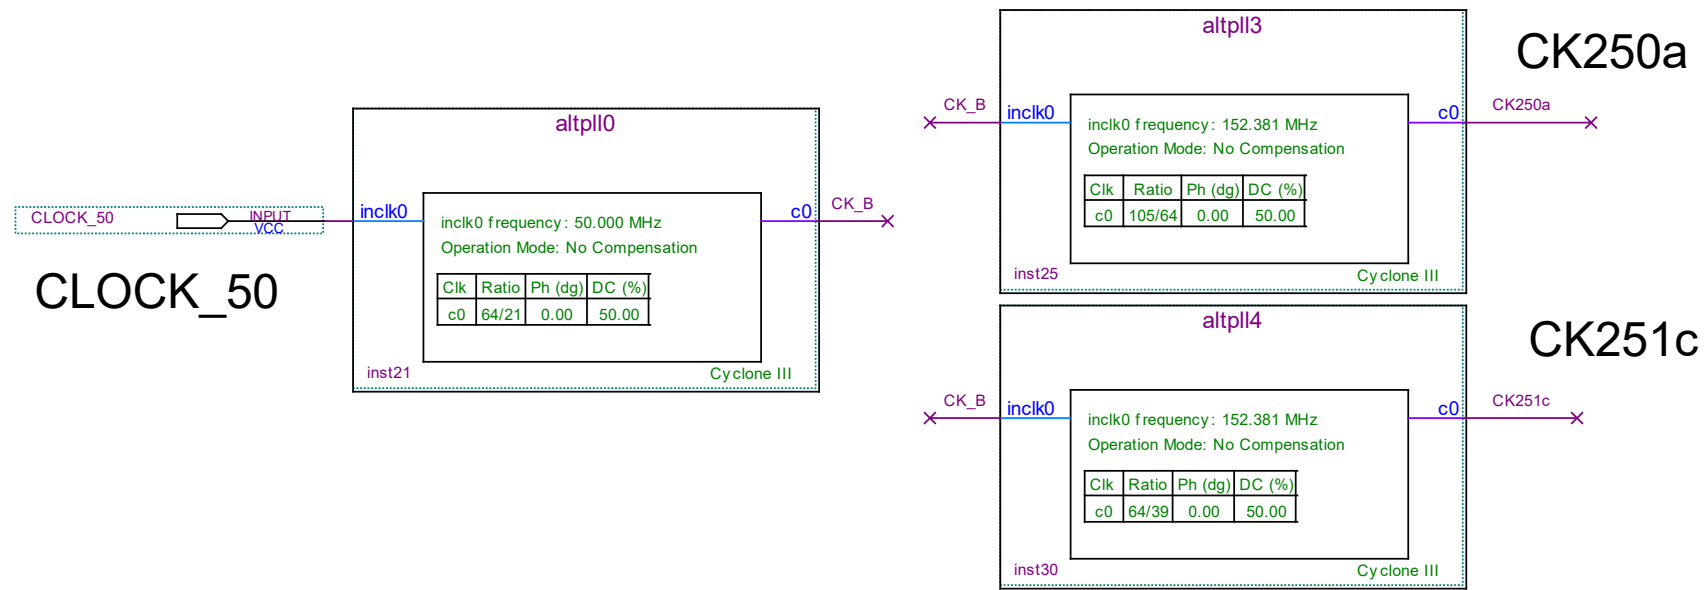 CLOCK_50
INPUT
VCC
CLOCK_50
altpll0
inclk0
c0
CK_B
inclk0 frequency: 50.000 MHz
Operation Mode: No Compensation
Clk Ratio Ph (dg) DC (%)
c0 64/21 0.00 50.00
inst21
Cyclone III
altpll3
CK250a
CK_B
inclk0
c0
CK250a
inclk0 frequency: 152.381 MHz
Operation Mode: No Compensation
Clk Ratio Ph (dg) DC (%)
c0 105/64 0.00 50.00
inst25
Cyclone III
altpll4
CK251c
CK_B
inclk0
c0
CK251c
inclk0 frequency: 152.381 MHz
Operation Mode: No Compensation
Clk Ratio Ph (dg) DC (%)
c0 64/39 0.00 50.00
inst30
Cyclone III